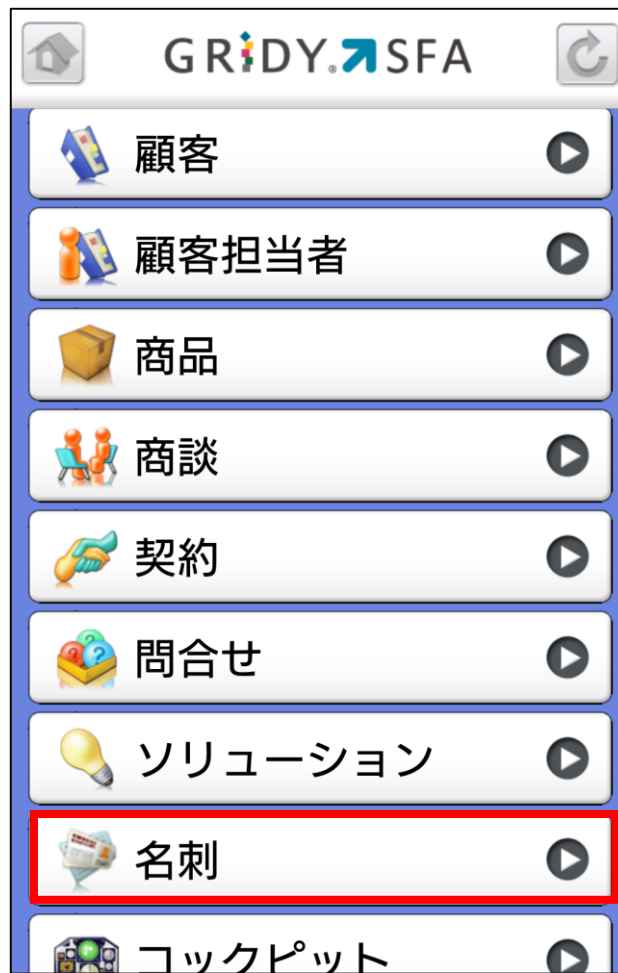 GRiDY. SFA
顧客
顧客担当者
商品
商談
契約
問合せ
ソリューション
名刺
コックピット